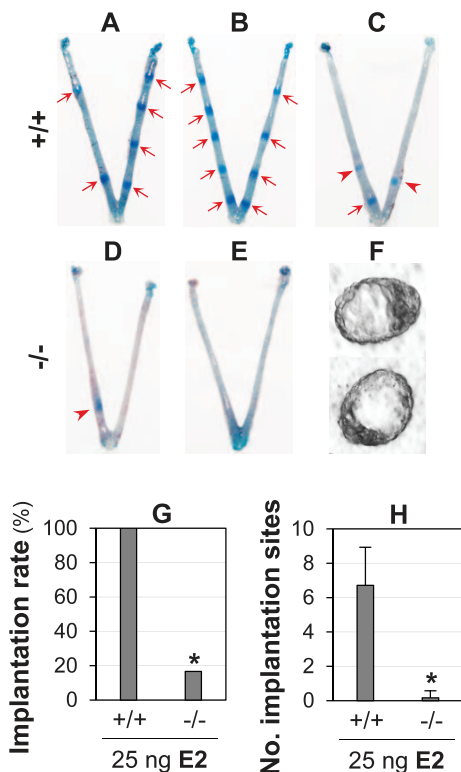 A B C
+/+
D E F
-/-
G H
Implantation rate (%)
100
80
60
40
20
0
*
+/+ -/-
25 ng E2
No. implantation sites
10
8
6
4
2
0
*
+/+ -/-
25 ng E2